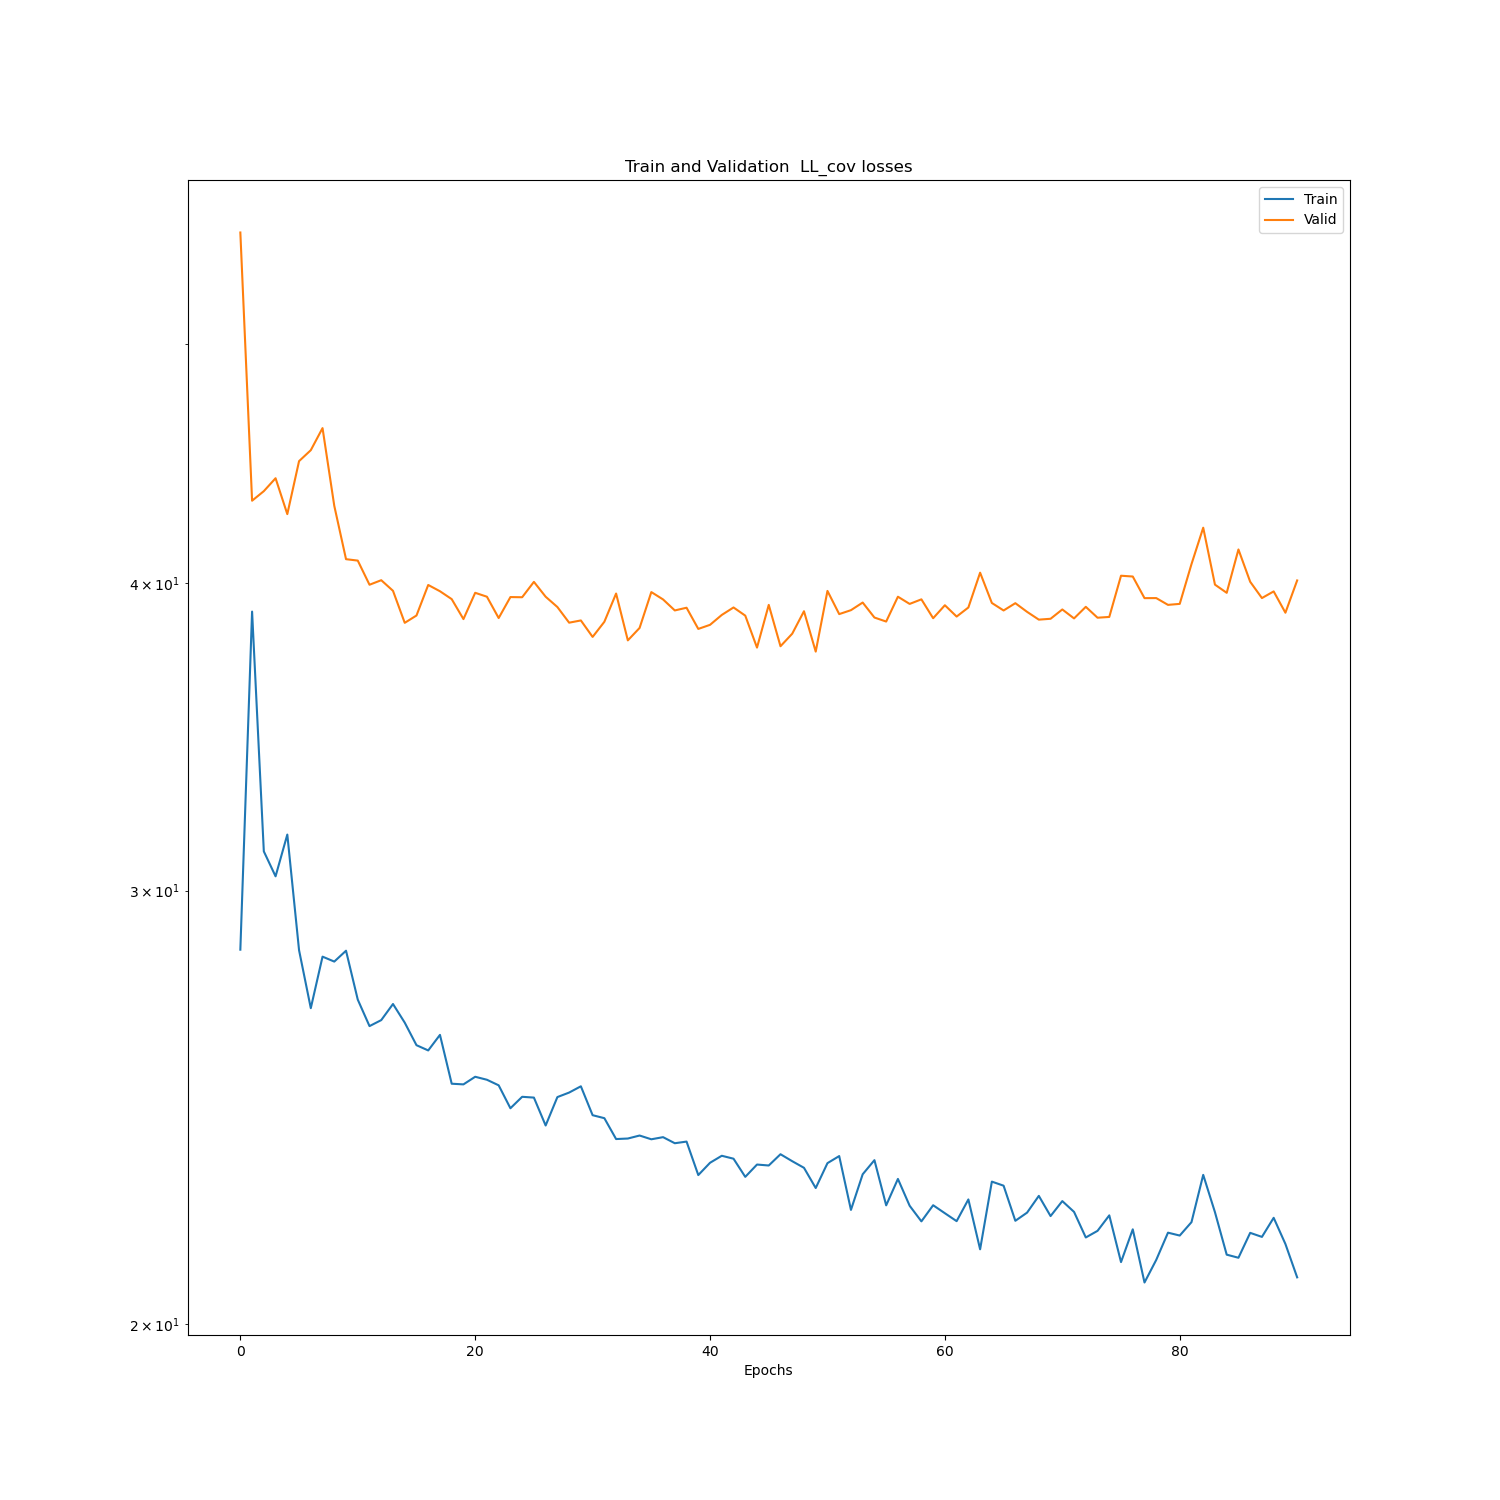 Train and Validation  LL_cov losses
Train
Valid
4 × 10¹
3 × 10¹
2 × 10¹
0 20 40 60 80
Epochs